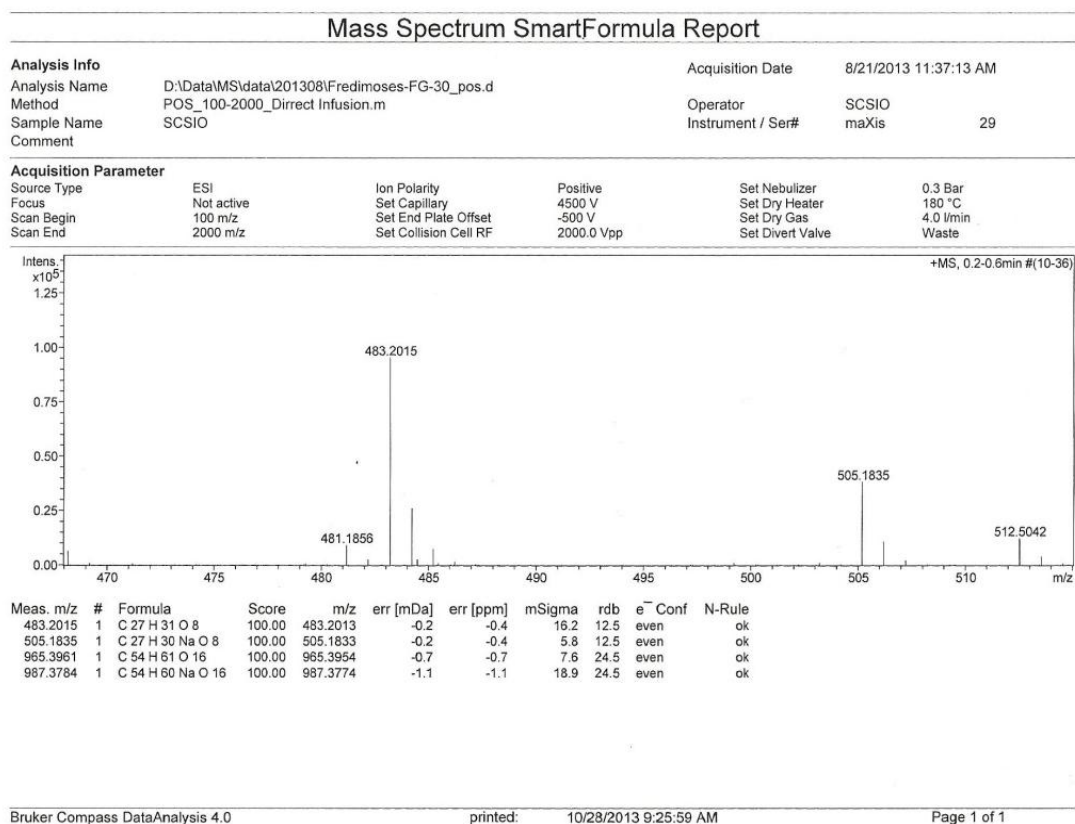 Mass Spectrum SmartFormula Report
Analysis Info
Acquisition Date 8/21/2013 11:37:13 AM
Analysis Name D:\Data\MS\data\201308\Fredimoses-FG-30_pos.d
Method POS_100-2000_Dirrect Infusion.m Operator SCSIO
Sample Name SCSIO Instrument / Ser# maXis 29
Comment
Acquisition Parameter
Source Type ESI Ion Polarity Positive Set Nebulizer 0.3 Bar
Focus Not active Set Capillary 4500 V Set Dry Heater 180 °C
Scan Begin 100 m/z Set End Plate Offset -500 V Set Dry Gas 4.0 l/min
Scan End 2000 m/z Set Collision Cell RF 2000.0 Vpp Set Divert Valve Waste
Intens. +MS, 0.2-0.6min #(10-36)
x10⁵
1.25
1.00 483.2015
0.75
0.50
505.1835
0.25
481.1856 512.5042
0.00
470 475 480 485 490 495 500 505 510 m/z
Meas. m/z # Formula Score m/z err [mDa] err [ppm] mSigma rdb e⁻ Conf N-Rule
483.2015 1 C 27 H 31 O 8 100.00 483.2013 -0.2 -0.4 16.2 12.5 even ok
505.1835 1 C 27 H 30 Na O 8 100.00 505.1833 -0.2 -0.4 5.8 12.5 even ok
965.3961 1 C 54 H 61 O 16 100.00 965.3954 -0.7 -0.7 7.6 24.5 even ok
987.3784 1 C 54 H 60 Na O 16 100.00 987.3774 -1.1 -1.1 18.9 24.5 even ok
Bruker Compass DataAnalysis 4.0 printed: 10/28/2013 9:25:59 AM Page 1 of 1